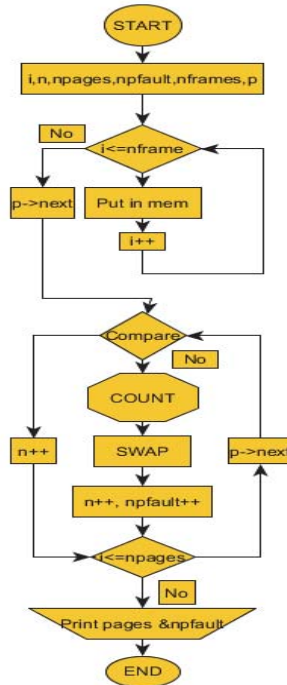 START
i,n,npages,npfault,nframes,p
No
i<=nframe
p->next
Put in mem
i++
Compare
No
COUNT
n++
SWAP
p->next
n++, npfault++
i<=npages
No
Print pages &npfault
END